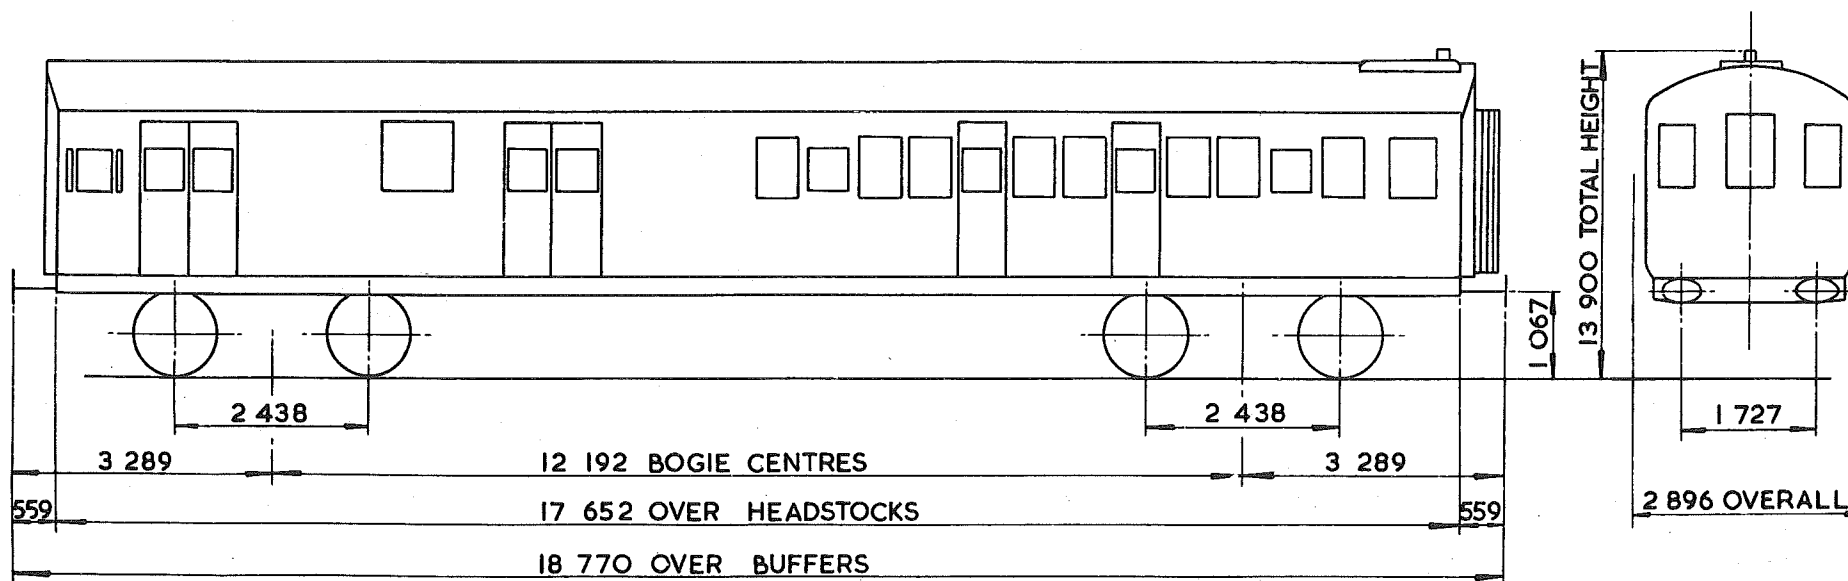 13 900 TOTAL HEIGHT
1 067
2 438
2 438
1 727
3 289
12 192 BOGIE CENTRES
3 289
559
17 652 OVER HEADSTOCKS
559
2 896 OVERALL
18 770 OVER BUFFERS